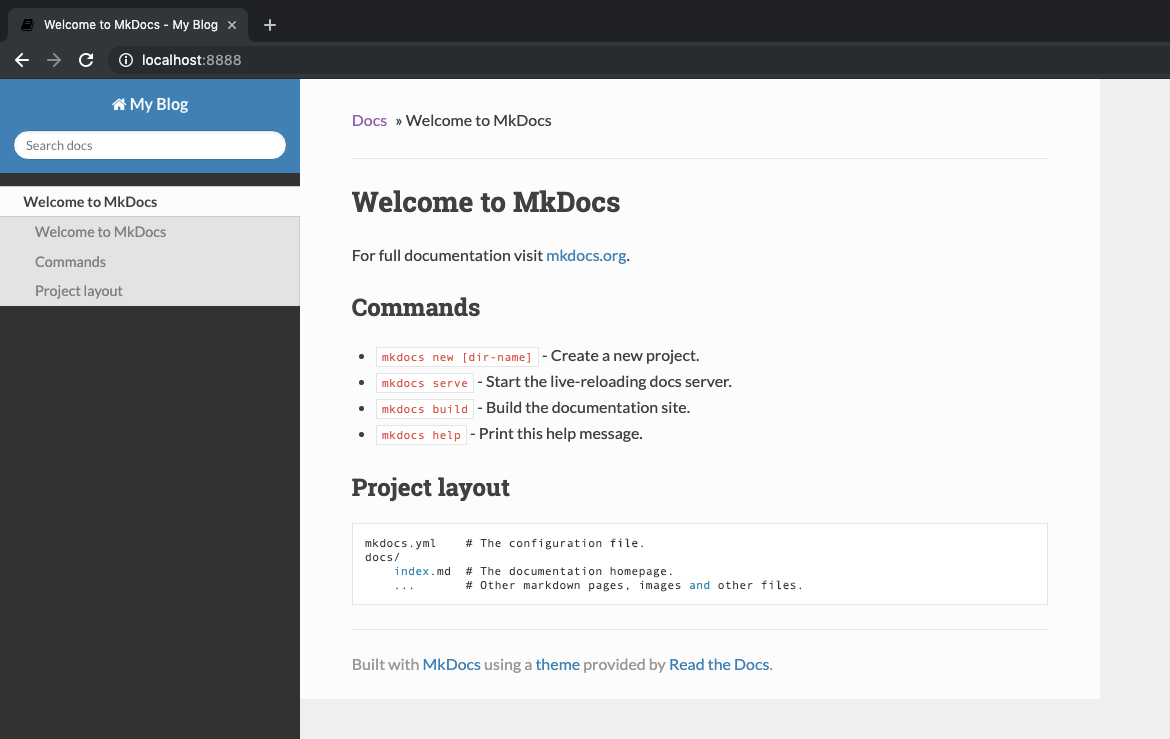 Welcome to MkDocs - My Blog
localhost:8888
My Blog
Search docs
Welcome to MkDocs
Welcome to MkDocs
Commands
Project layout
Docs » Welcome to MkDocs
Welcome to MkDocs
For full documentation visit mkdocs.org.
Commands
mkdocs new [dir-name] - Create a new project.
mkdocs serve - Start the live-reloading docs server.
mkdocs build - Build the documentation site.
mkdocs help - Print this help message.
Project layout
mkdocs.yml    # The configuration file.
docs/
    index.md  # The documentation homepage.
    ...       # Other markdown pages, images and other files.
Built with MkDocs using a theme provided by Read the Docs.